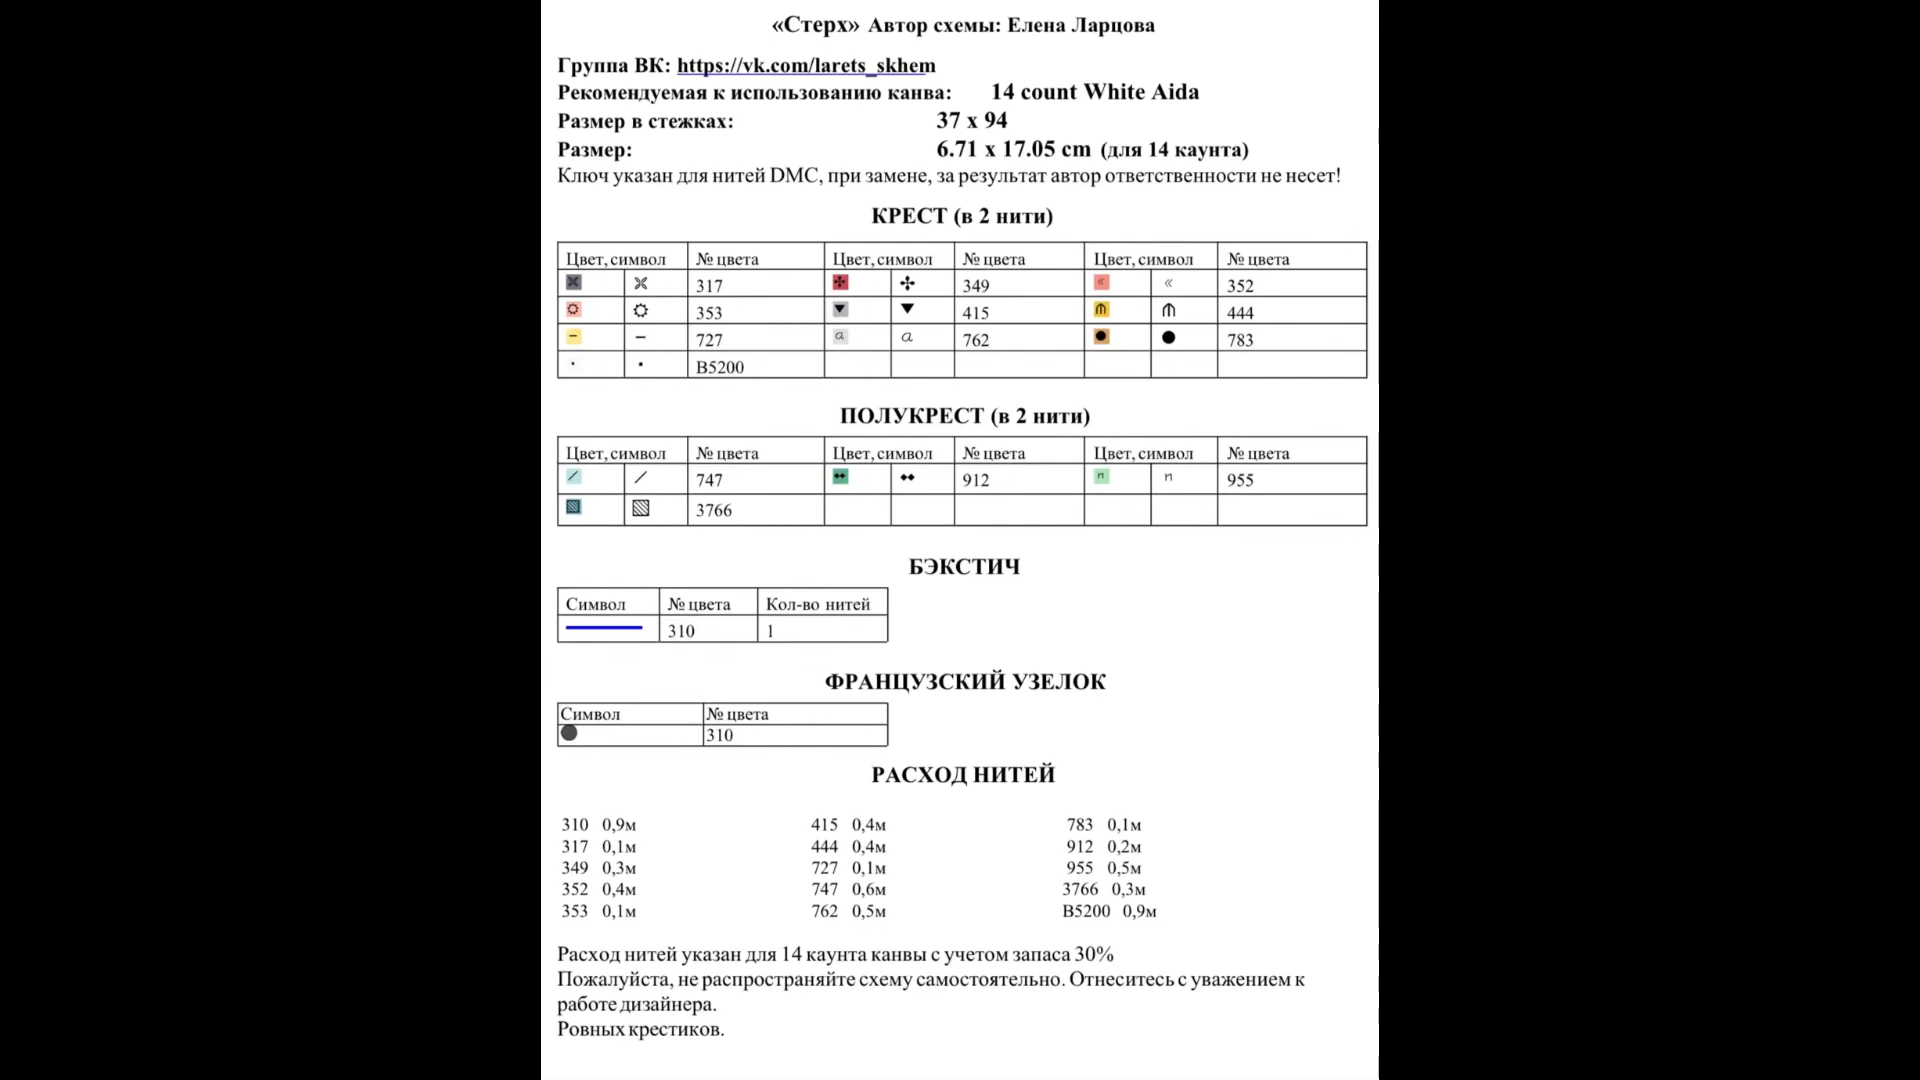 «Стерх» Автор схемы: Елена Ларцова
Группа ВК: https://vk.com/larets_skhem
Рекомендуемая к использованию канва: 14 count White Aida
Размер в стежках: 37 x 94
Размер: 6.71 x 17.05 cm (для 14 каунта)
Ключ указан для нитей DMC, при замене, за результат автор ответственности не несет!
КРЕСТ (в 2 нити)
Цвет, символ № цвета Цвет, символ № цвета Цвет, символ № цвета
317 349 « « 352
353 415 444
– – 727 a a 762 783
· · B5200
ПОЛУКРЕСТ (в 2 нити)
Цвет, символ № цвета Цвет, символ № цвета Цвет, символ № цвета
/ / 747 912 n n 955
3766
БЭКСТИЧ
Символ № цвета Кол-во нитей
310 1
ФРАНЦУЗСКИЙ УЗЕЛОК
Символ № цвета
310
РАСХОД НИТЕЙ
310 0,9м 415 0,4м 783 0,1м
317 0,1м 444 0,4м 912 0,2м
349 0,3м 727 0,1м 955 0,5м
352 0,4м 747 0,6м 3766 0,3м
353 0,1м 762 0,5м B5200 0,9м
Расход нитей указан для 14 каунта канвы с учетом запаса 30%
Пожалуйста, не распространяйте схему самостоятельно. Отнеситесь с уважением к
работе дизайнера.
Ровных крестиков.